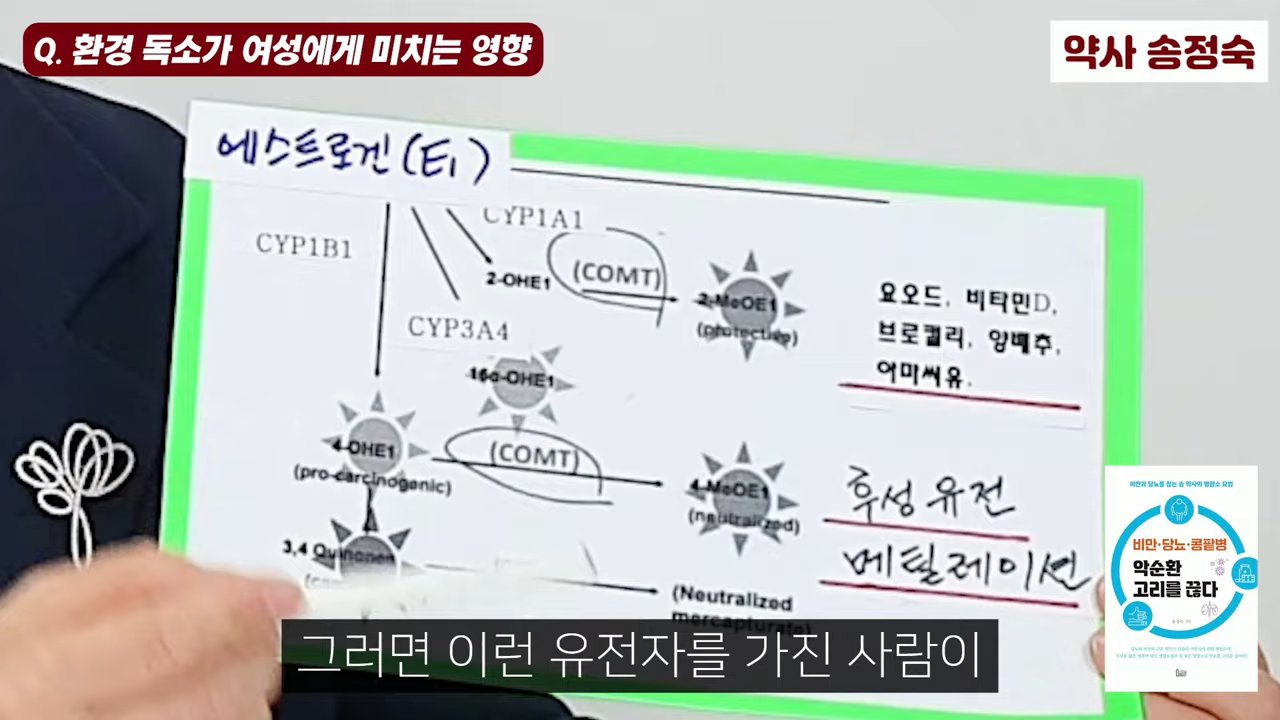 Q. 환경 독소가 여성에게 미치는 영향
약사 송정숙
에스트로겐(E1)
CYP1A1
CYP1B1
2-OHE1
(COMT)
2-MeOE1
(protective)
요오드, 비타민D,
브로컬리, 양배추,
아마씨유.
CYP3A4
16α-OHE1
4-OHE1
(pro-carcinogenic)
(COMT)
4-MeOE1
(neutralized)
후성유전
메틸레이션
3,4 Quinones
(Neutralized
mercapturate)
비만과 당뇨를 잡는 송 약사의 영양소 요법
비만·당뇨·콩팥병
악순환
고리를 끊다
그러면 이런 유전자를 가진 사람이